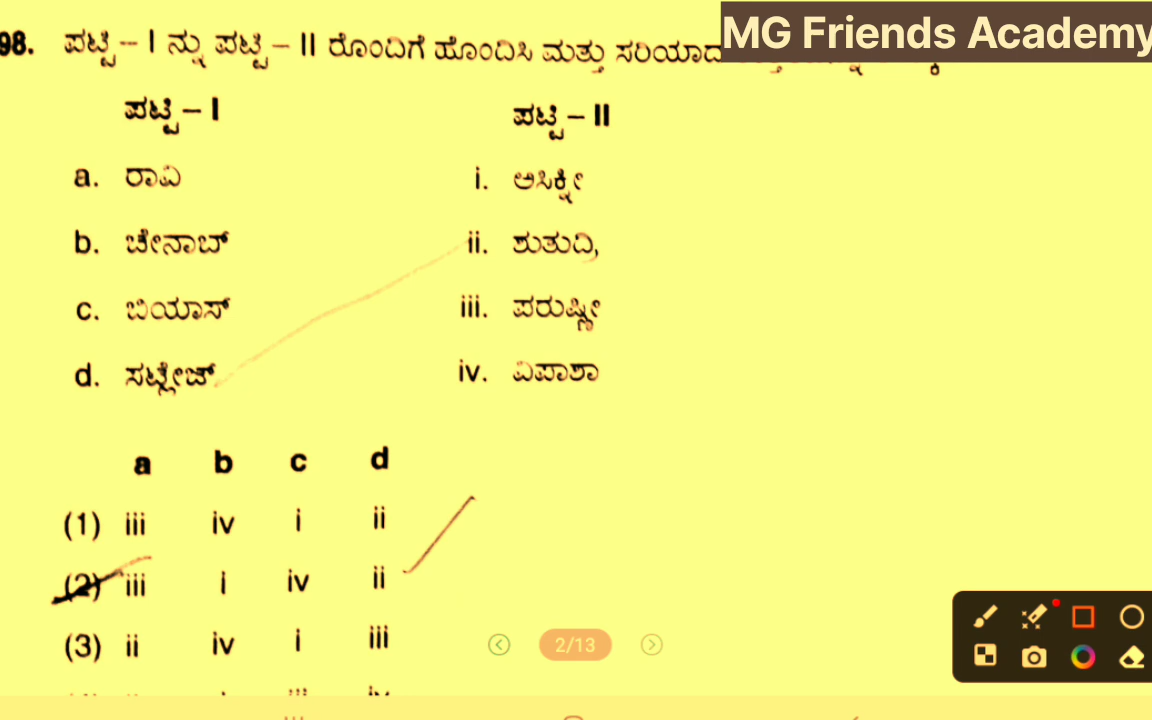 MG Friends Academy
98. ಪಟ್ಟಿ – I ನ್ನು ಪಟ್ಟಿ – II ರೊಂದಿಗೆ ಹೊಂದಿಸಿ ಮತ್ತು
ಪಟ್ಟಿ – I ಪಟ್ಟಿ – II
a. ರಾವಿ i. ಅಸಿಕ್ನೀ
b. ಚೇನಾಬ್ ii. ಶುತುದ್ರಿ
c. ಬಿಯಾಸ್ iii. ಪರುಷ್ಣೀ
d. ಸಟ್ಲೇಜ್ iv. ವಿಪಾಶಾ
a b c d
(1) iii iv i ii
(2) iii i iv ii
(3) ii iv i iii
2/13